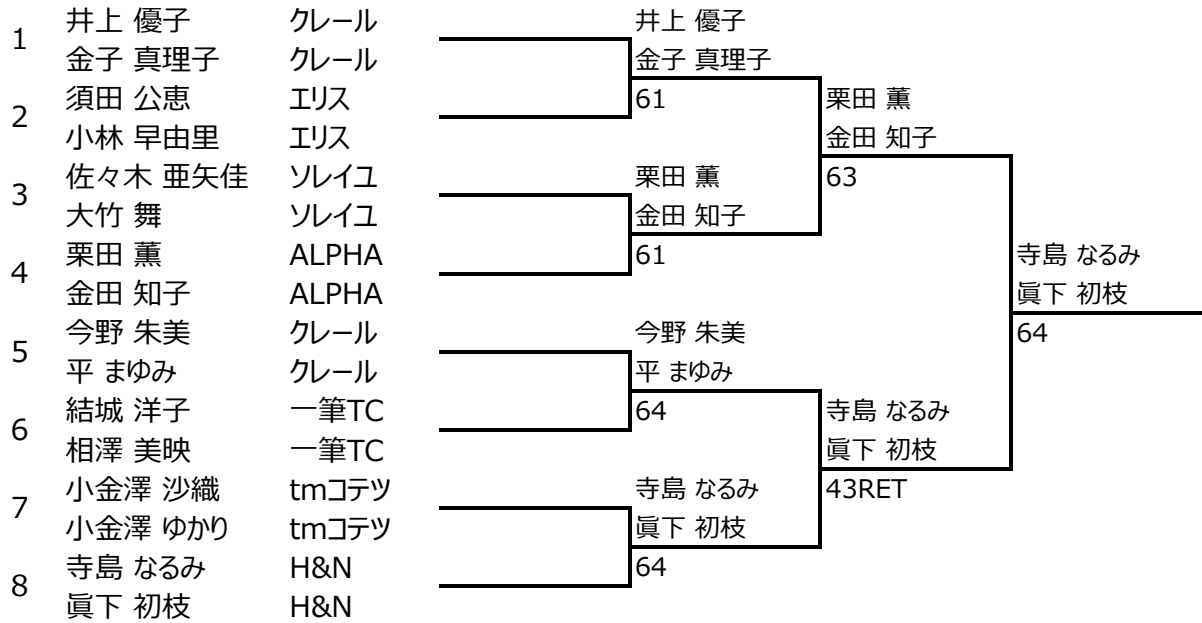 井上 優子 クレール 井上 優子
1
金子 真理子 クレール 金子 真理子
須田 公恵 エリス 61 栗田 薫
2
小林 早由里 エリス 金田 知子
佐々木 亜矢佳 ソレイユ 栗田 薫 63
3
大竹 舞 ソレイユ 金田 知子
栗田 薫 ALPHA 61 寺島 なるみ
4
金田 知子 ALPHA 眞下 初枝
今野 朱美 クレール 今野 朱美 64
5
平 まゆみ クレール 平 まゆみ
結城 洋子 一筆TC 64 寺島 なるみ
6
相澤 美映 一筆TC 眞下 初枝
小金澤 沙織 tmコテツ 寺島 なるみ 43RET
7
小金澤 ゆかり tmコテツ 眞下 初枝
寺島 なるみ H&N 64
8
眞下 初枝 H&N